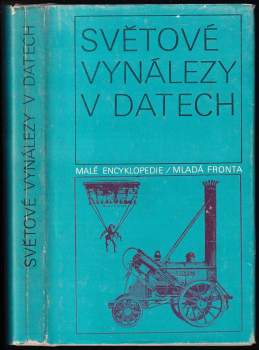 SVĚTOVÉ VYNÁLEZY V DATECH
SVĚTOVÉ
VYNÁLEZY
V DATECH
MALÉ ENCYKLOPEDIE/MLADÁ FRONTA